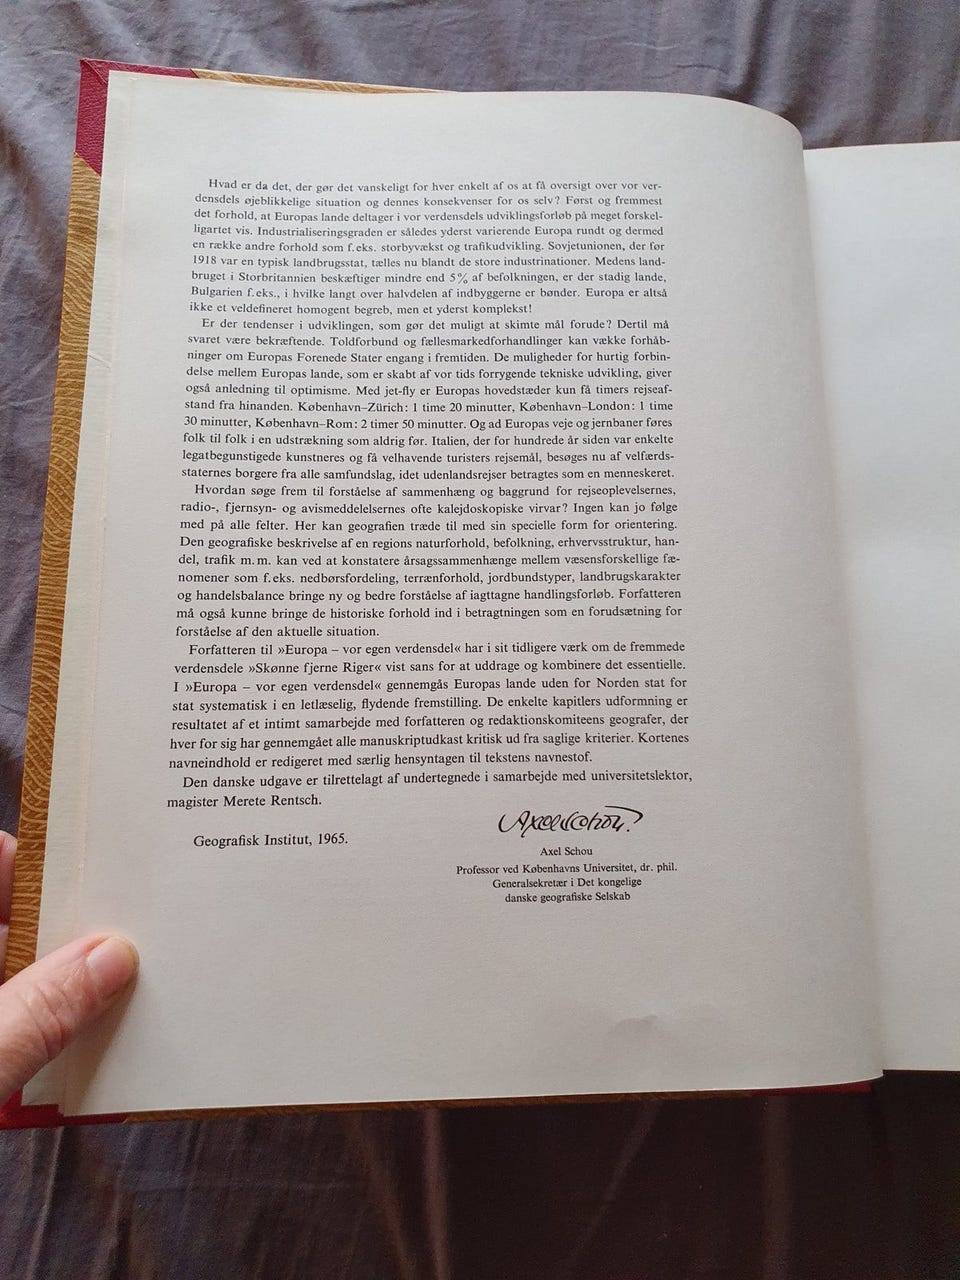 Hvad er da det, der gør det vanskeligt for hver enkelt af os at få oversigt over vor ver-
densdels øjeblikkelige situation og dennes konsekvenser for os selv? Først og fremmest
det forhold, at Europas lande deltager i vor verdensdels udviklingsforløb på meget forskel-
ligartet vis. Industrialiseringsgraden er således yderst varierende Europa rundt og dermed
en række andre forhold som f.eks. storbyvækst og trafikudvikling. Sovjetunionen, der før
1918 var en typisk landbrugsstat, tælles nu blandt de store industrinationer. Medens land-
bruget i Storbritannien beskæftiger mindre end 5% af befolkningen, er der stadig lande,
Bulgarien f.eks., i hvilke langt over halvdelen af indbyggerne er bønder. Europa er altså
ikke et veldefineret homogent begreb, men et yderst komplekst!
Er der tendenser i udviklingen, som gør det muligt at skimte mål forude? Dertil må
svaret være bekræftende. Toldforbund og fællesmarkedforhandlinger kan vække forhåb-
ninger om Europas Forenede Stater engang i fremtiden. De muligheder for hurtig forbin-
delse mellem Europas lande, som er skabt af vor tids forrygende tekniske udvikling, giver
også anledning til optimisme. Med jet-fly er Europas hovedstæder kun få timers rejseaf-
stand fra hinanden. København–Zürich: 1 time 20 minutter, København–London: 1 time
30 minutter, København–Rom: 2 timer 50 minutter. Og ad Europas veje og jernbaner føres
folk til folk i en udstrækning som aldrig før. Italien, der for hundrede år siden var enkelte
legatbegunstigede kunstneres og få velhavende turisters rejsemål, besøges nu af velfærds-
staternes borgere fra alle samfundslag, idet udenlandsrejser betragtes som en menneskeret.
Hvordan søge frem til forståelse af sammenhæng og baggrund for rejseoplevelsernes,
radio-, fjernsyn- og avismeddelelsernes ofte kalejdoskopiske virvar? Ingen kan jo følge
med på alle felter. Her kan geografien træde til med sin specielle form for orientering.
Den geografiske beskrivelse af en regions naturforhold, befolkning, erhvervsstruktur, han-
del, trafik m.m. kan ved at konstatere årsagssammenhænge mellem væsensforskellige fæ-
nomener som f.eks. nedbørsfordeling, terrænforhold, jordbundstyper, landbrugskarakter
og handelsbalance bringe ny og bedre forståelse af iagttagne handlingsforløb. Forfatteren
må også kunne bringe de historiske forhold ind i betragtningen som en forudsætning for
forståelse af den aktuelle situation.
Forfatteren til »Europa – vor egen verdensdel« har i sit tidligere værk om de fremmede
verdensdele »Skønne fjerne Riger« vist sans for at uddrage og kombinere det essentielle.
I »Europa – vor egen verdensdel« gennemgås Europas lande uden for Norden stat for
stat systematisk i en letlæselig, flydende fremstilling. De enkelte kapitlers udformning er
resultatet af et intimt samarbejde med forfatteren og redaktionskomiteens geografer, der
hver for sig har gennemgået alle manuskriptudkast kritisk ud fra saglige kriterier. Kortenes
navneindhold er redigeret med særlig hensyntagen til tekstens navnestof.
Den danske udgave er tilrettelagt af undertegnede i samarbejde med universitetslektor,
magister Merete Rentsch.
Geografisk Institut, 1965.
Axel Schou
Axel Schou
Professor ved Københavns Universitet, dr. phil.
Generalsekretær i Det kongelige
danske geografiske Selskab